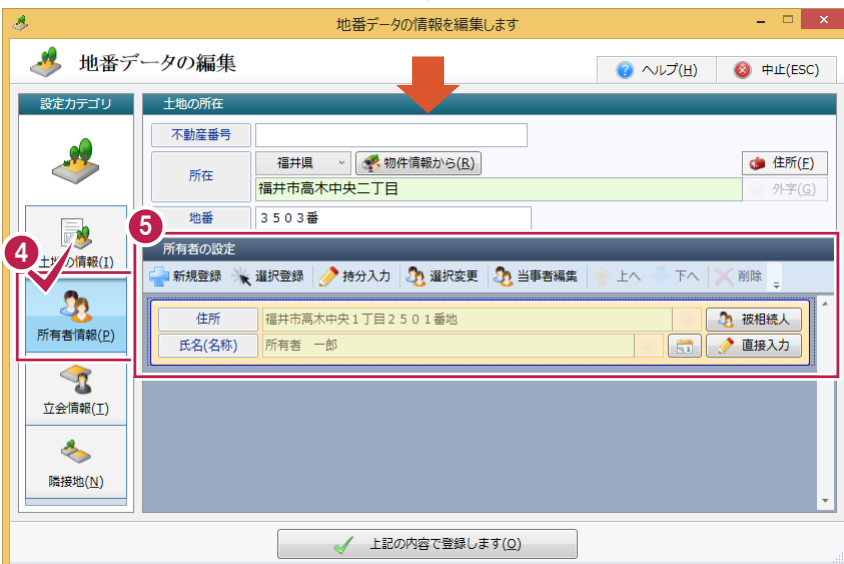 地番データの情報を編集します
地番データの編集
ヘルプ(H)
中止(ESC)
設定カテゴリ
土地の所在
不動産番号
所在
福井県
物件情報から(R)
住所(F)
福井市高木中央二丁目
外字(G)
地番
3503番
5
4
の情報(I)
所有者情報(P)
立会情報(T)
隣接地(N)
所有者の設定
新規登録
選択登録
持分入力
選択変更
当事者編集
上へ
下へ
削除
住所
福井市高木中央1丁目2501番地
被相続人
氏名(名称)
所有者 一郎
直接入力
上記の内容で登録します(O)